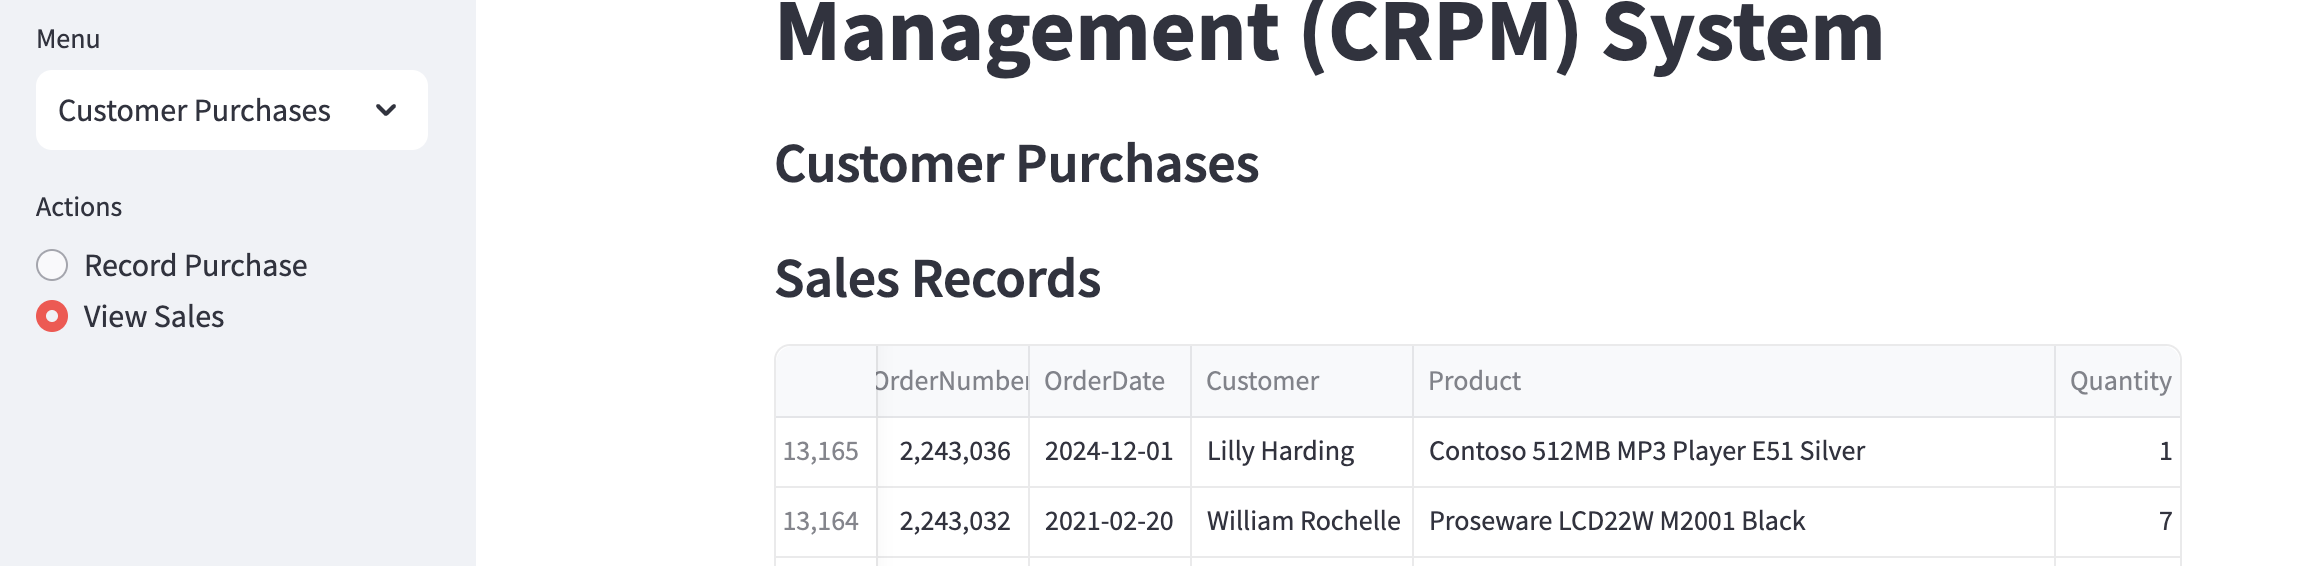 Menu
Customer Purchases
Actions
Record Purchase
View Sales
Management (CRPM) System
Customer Purchases
Sales Records
OrderNumber OrderDate Customer Product Quantity
13,165 2,243,036 2024-12-01 Lilly Harding Contoso 512MB MP3 Player E51 Silver 1
13,164 2,243,032 2021-02-20 William Rochelle Proseware LCD22W M2001 Black 7